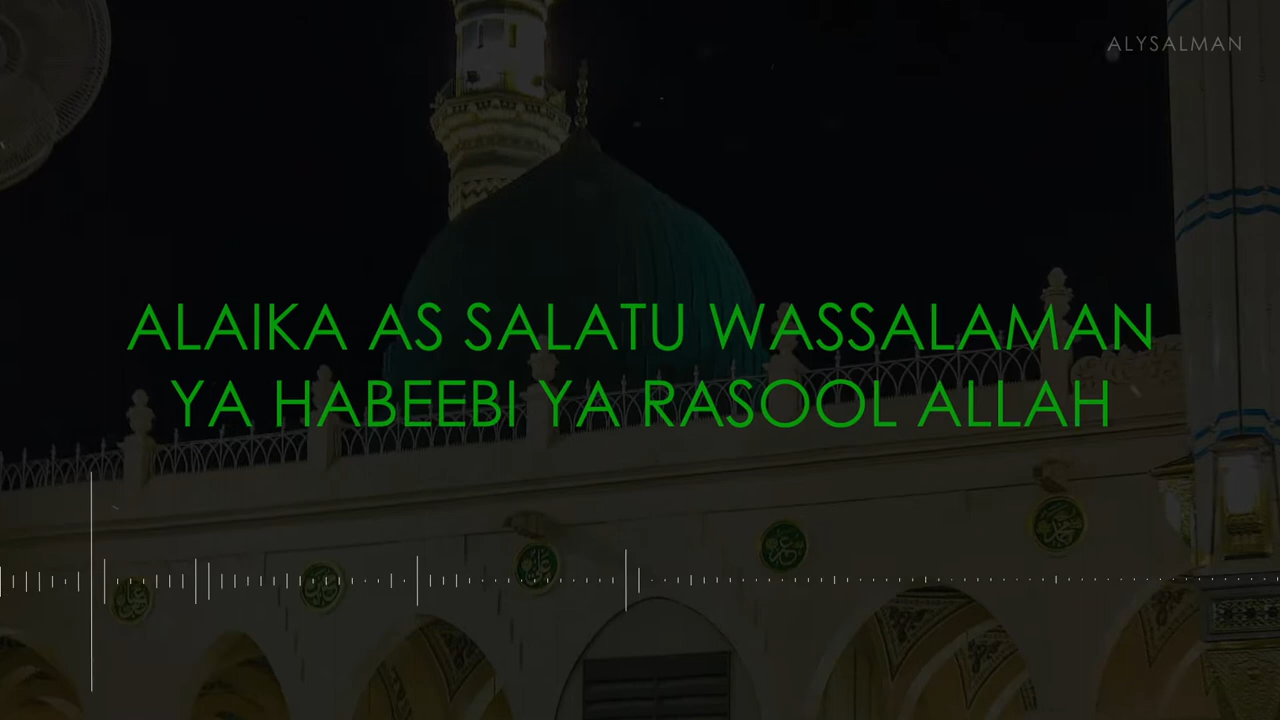 ALYSALMAN
ALAIKA AS SALATU WASSALAMAN
YA HABEEBI YA RASOOL ALLAH